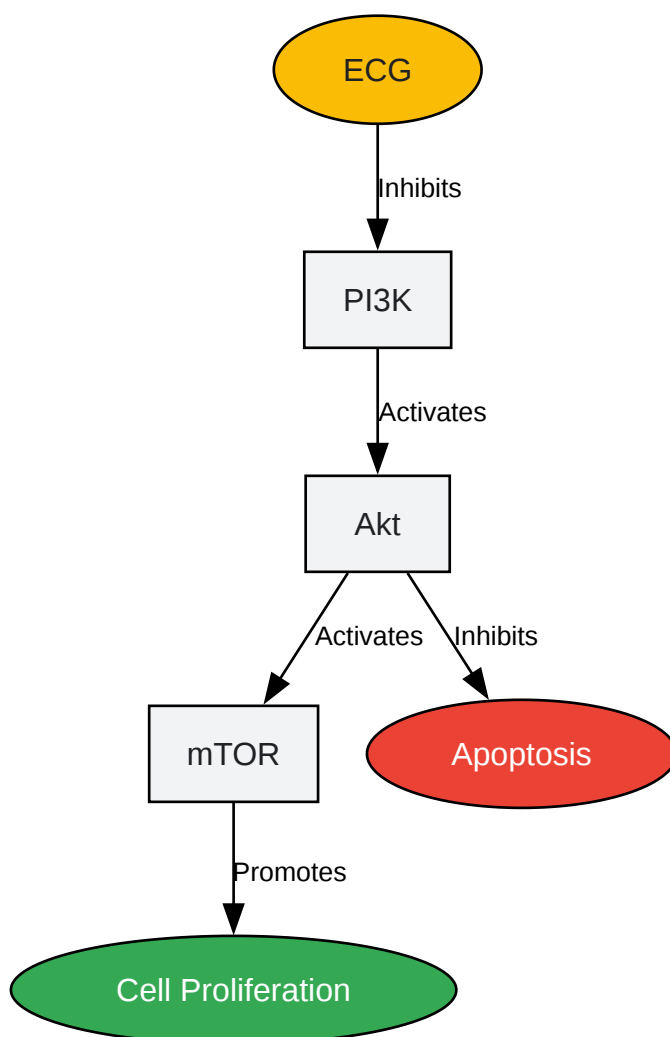 ECG
Inhibits
PI3K
Activates
Akt
Activates
Inhibits
mTOR
Apoptosis
Promotes
Cell Proliferation